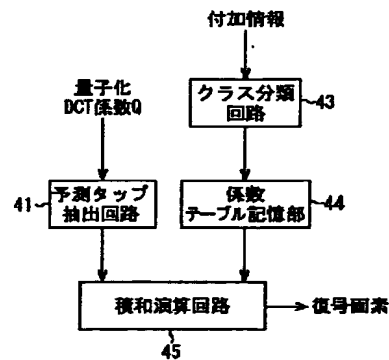 付加情報
量子化
DCT係数Q
クラス分類
回路
43
41
予測タップ
抽出回路
係数
テーブル記憶部
44
積和演算回路
復号画素
45